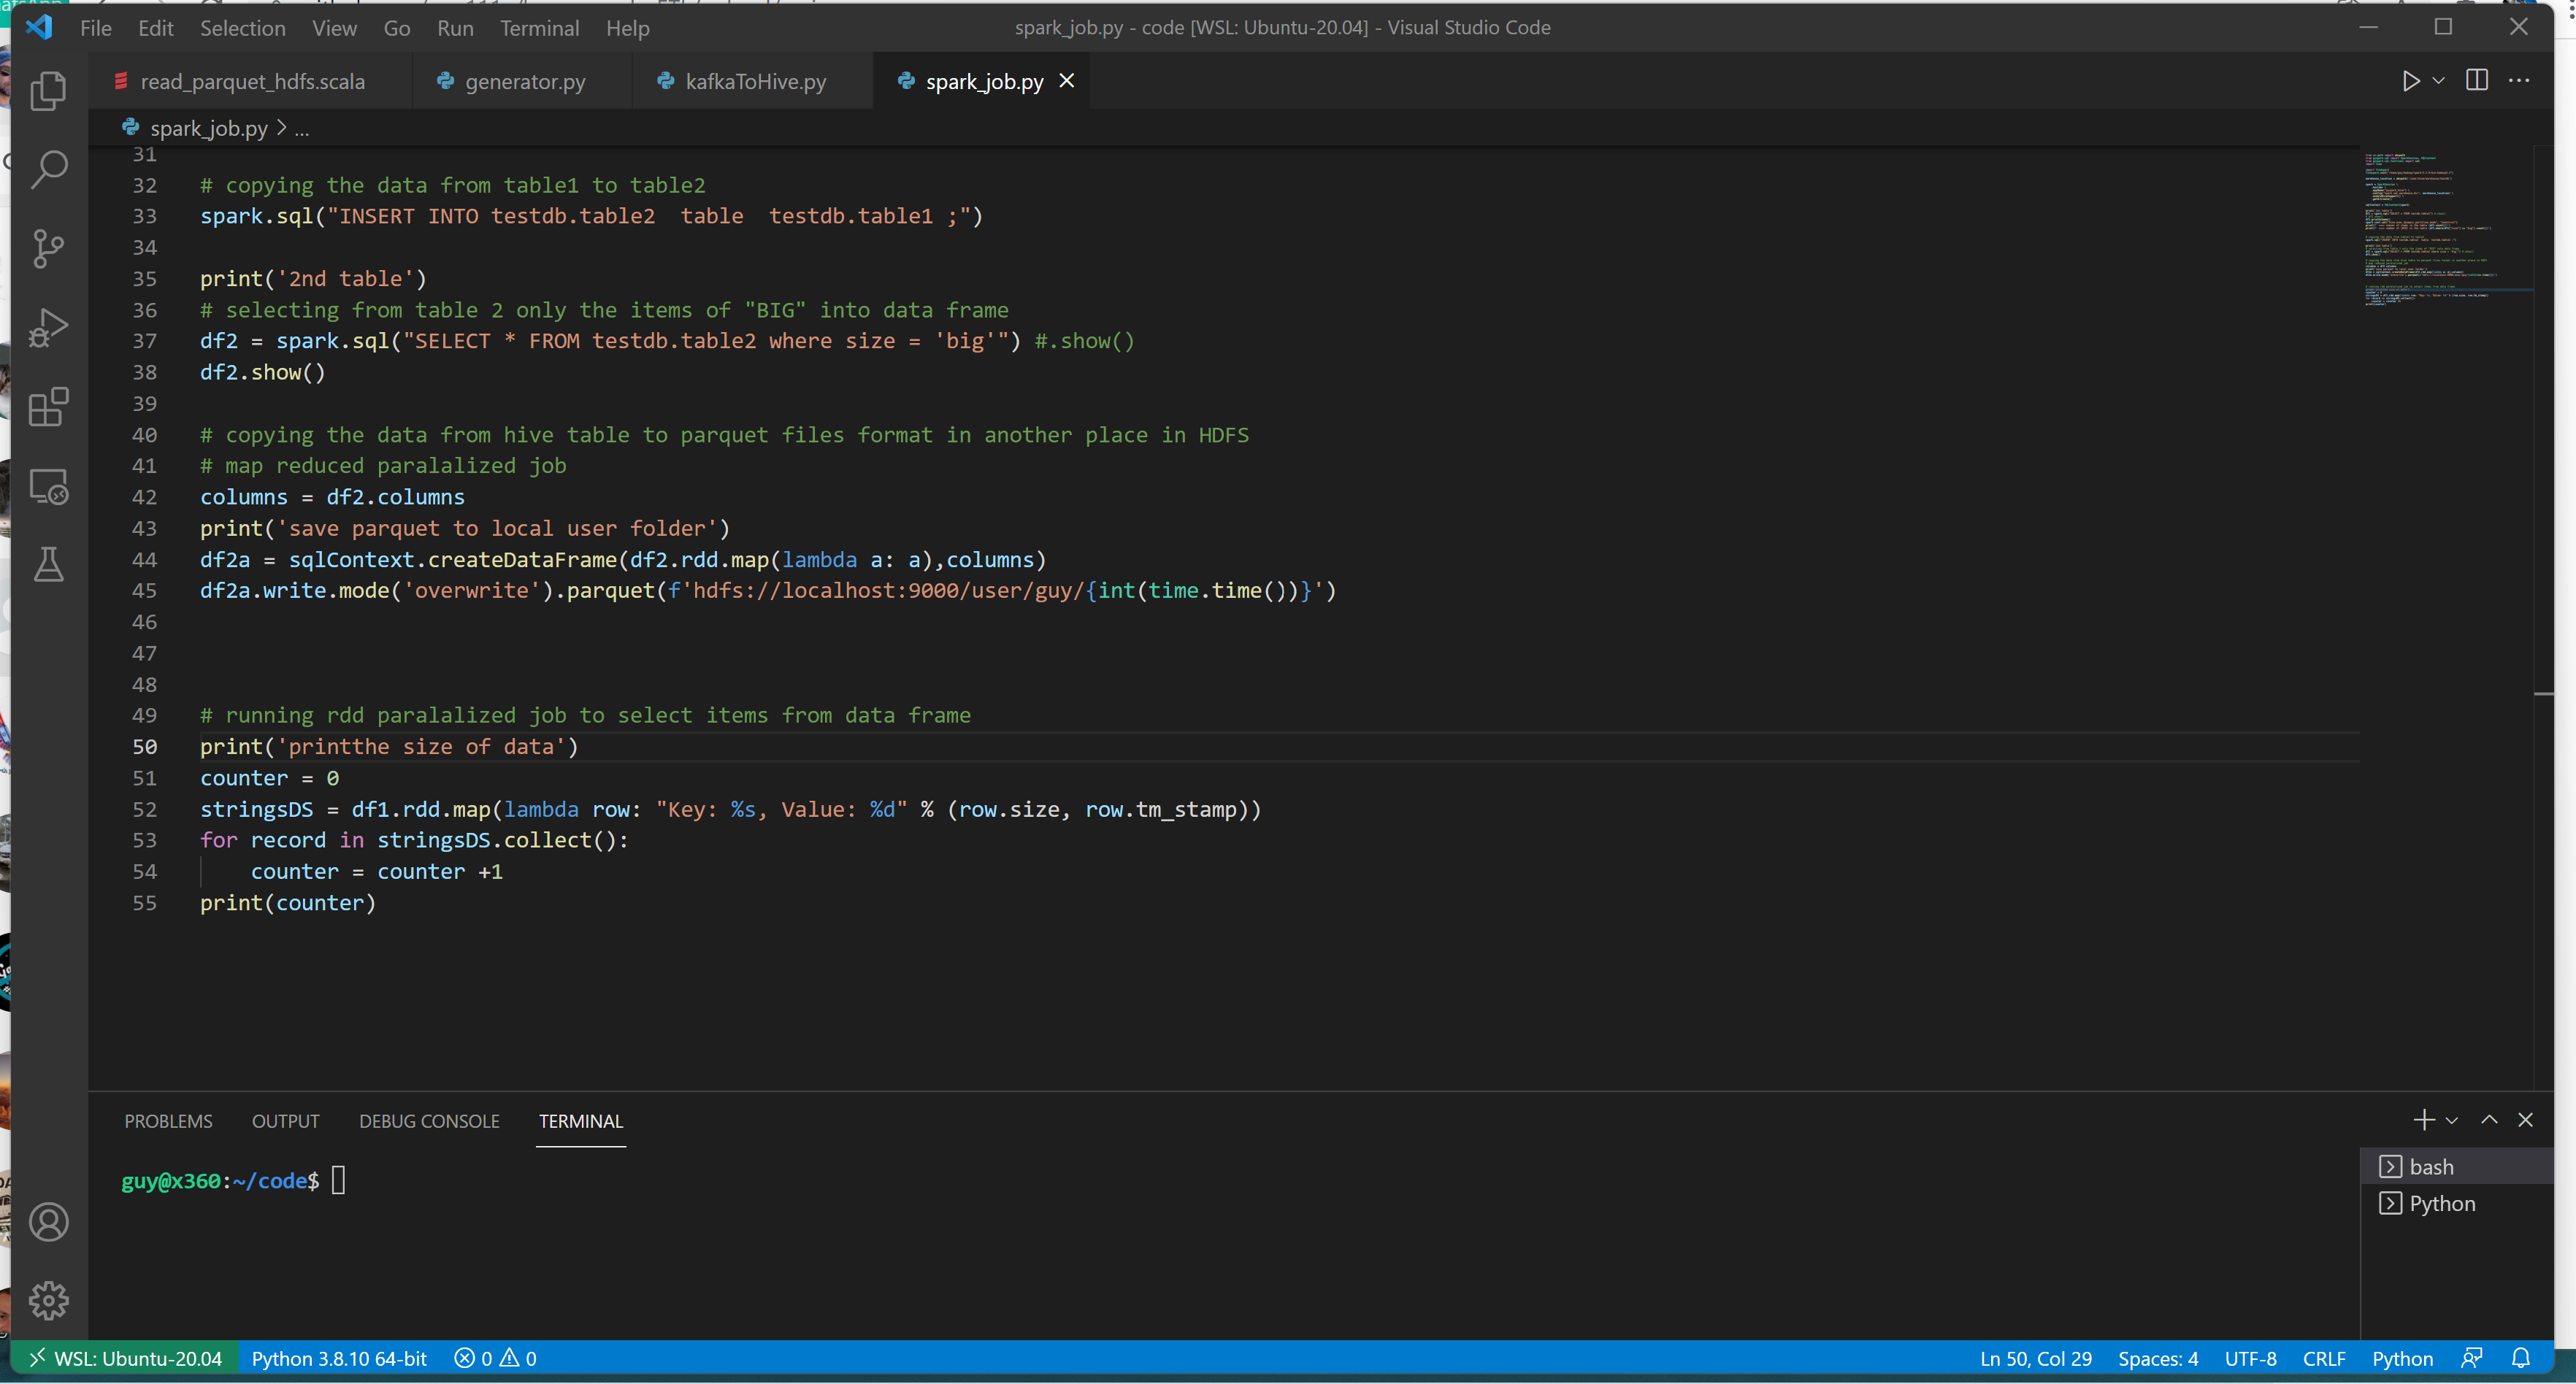 File Edit Selection View Go Run Terminal Help
spark_job.py - code [WSL: Ubuntu-20.04] - Visual Studio Code
read_parquet_hdfs.scala
generator.py
kafkaToHive.py
spark_job.py
spark_job.py > ...
31
32 # copying the data from table1 to table2
33 spark.sql("INSERT INTO testdb.table2  table  testdb.table1 ;")
34
35 print('2nd table')
36 # selecting from table 2 only the items of "BIG" into data frame
37 df2 = spark.sql("SELECT * FROM testdb.table2 where size = 'big'") #.show()
38 df2.show()
39
40 # copying the data from hive table to parquet files format in another place in HDFS
41 # map reduced paralalized job
42 columns = df2.columns
43 print('save parquet to local user folder')
44 df2a = sqlContext.createDataFrame(df2.rdd.map(lambda a: a),columns)
45 df2a.write.mode('overwrite').parquet(f'hdfs://localhost:9000/user/guy/{int(time.time())}')
46
47
48
49 # running rdd paralalized job to select items from data frame
50 print('printthe size of data')
51 counter = 0
52 stringsDS = df1.rdd.map(lambda row: "Key: %s, Value: %d" % (row.size, row.tm_stamp))
53 for record in stringsDS.collect():
54     counter = counter +1
55 print(counter)
PROBLEMS OUTPUT DEBUG CONSOLE TERMINAL
guy@x360:~/code$
bash
Python
WSL: Ubuntu-20.04 Python 3.8.10 64-bit 0 0 Ln 50, Col 29 Spaces: 4 UTF-8 CRLF Python